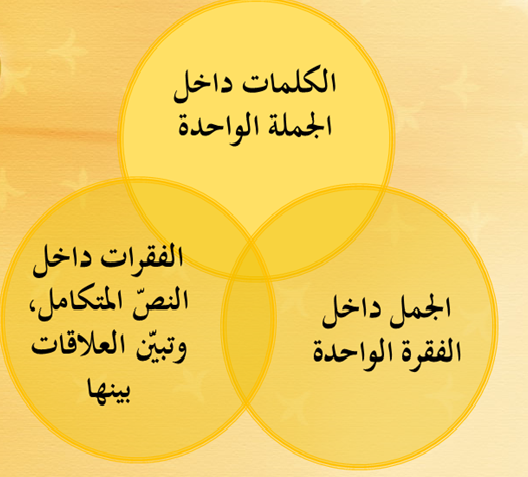 الكلمات داخل
الجملة الواحدة
الجمل داخل
الفقرة الواحدة
الفقرات داخل
النصّ المتكامل،
وتبيّن العلاقات
بينها